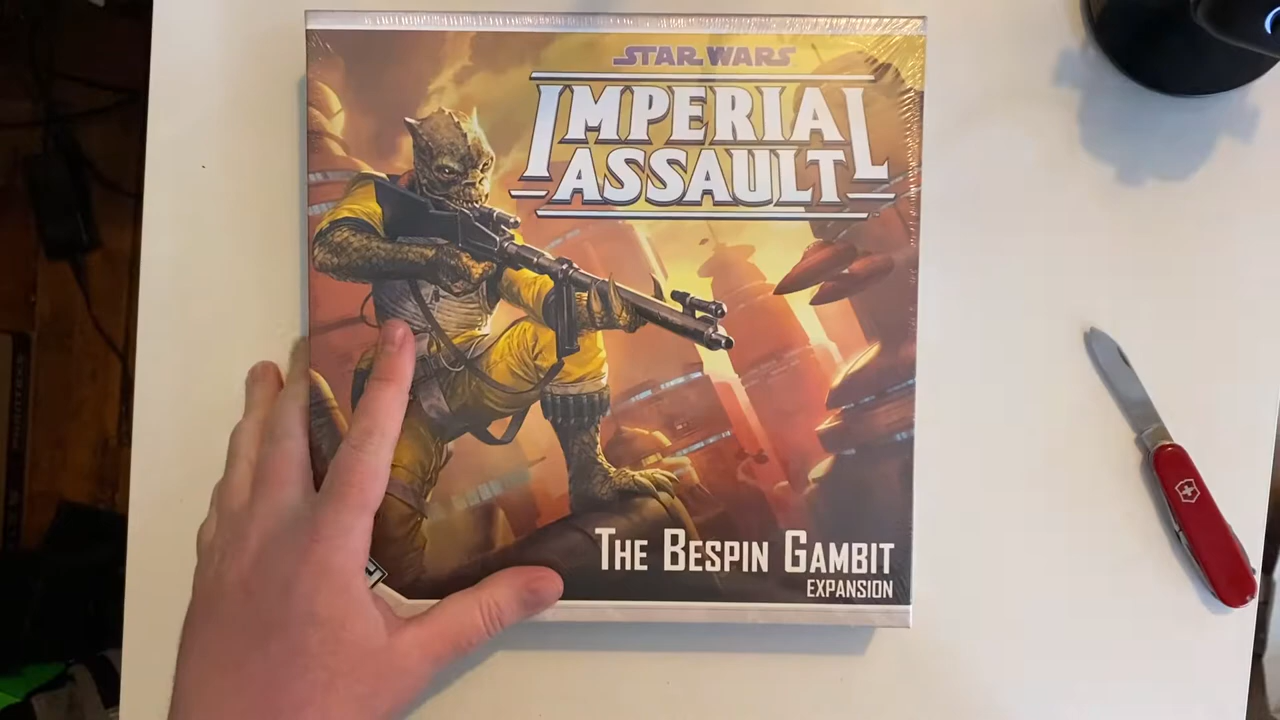 STAR WARS
IMPERIAL
ASSAULT
THE BESPIN GAMBIT
EXPANSION